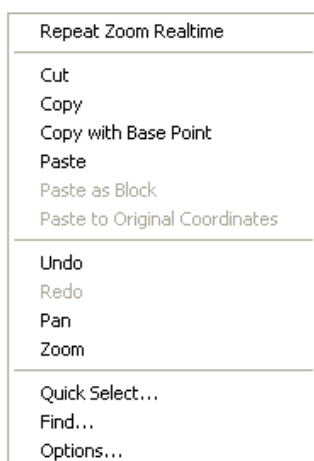 Repeat Zoom Realtime
Cut
Copy
Copy with Base Point
Paste
Paste as Block
Paste to Original Coordinates
Undo
Redo
Pan
Zoom
Quick Select...
Find...
Options...